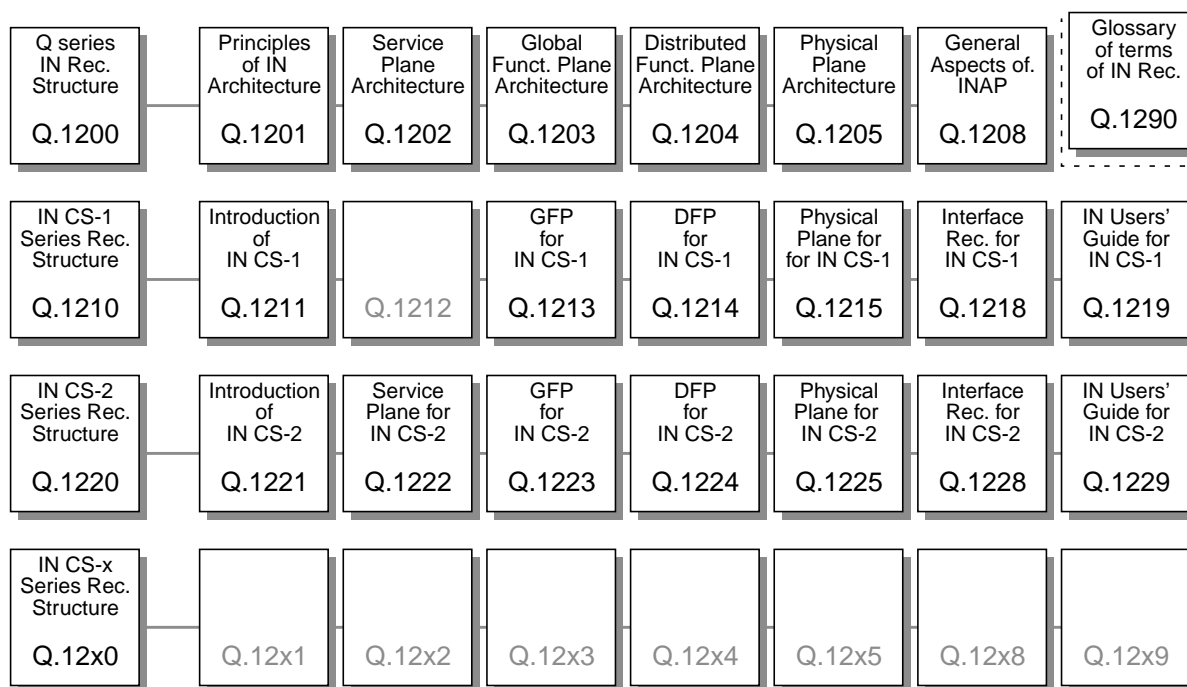 Q series
IN Rec.
Structure
Q.1200
Principles
of IN
Architecture
Q.1201
Service
Plane
Architecture
Q.1202
Global
Funct. Plane
Architecture
Q.1203
Distributed
Funct. Plane
Architecture
Q.1204
Physical
Plane
Architecture
Q.1205
General
Aspects of.
INAP
Q.1208
Glossary
of terms
of IN Rec.
Q.1290
IN CS-1
Series Rec.
Structure
Q.1210
Introduction
of
IN CS-1
Q.1211
Q.1212
GFP
for
IN CS-1
Q.1213
DFP
for
IN CS-1
Q.1214
Physical
Plane for
for IN CS-1
Q.1215
Interface
Rec. for
IN CS-1
Q.1218
IN Users’
Guide for
IN CS-1
Q.1219
IN CS-2
Series Rec.
Structure
Q.1220
Introduction
of
IN CS-2
Q.1221
Service
Plane for
IN CS-2
Q.1222
GFP
for
IN CS-2
Q.1223
DFP
for
IN CS-2
Q.1224
Physical
Plane for
IN CS-2
Q.1225
Interface
Rec. for
IN CS-2
Q.1228
IN Users’
Guide for
IN CS-2
Q.1229
IN CS-x
Series Rec.
Structure
Q.12x0
Q.12x1
Q.12x2
Q.12x3
Q.12x4
Q.12x5
Q.12x8
Q.12x9